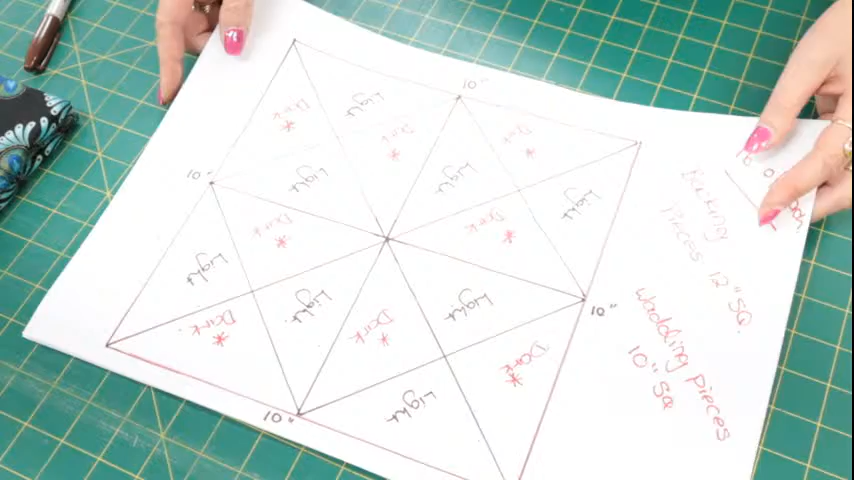 10"
Light
Dark
*
Dark
*
Dark
*
10"
Light
Light
Light
Dark
*
Dark
*
Light
Light
Light
Dark
*
Dark
*
10"
Dark
*
Light
10"
Backing
pieces 12" sq.
wadding pieces
10" sq